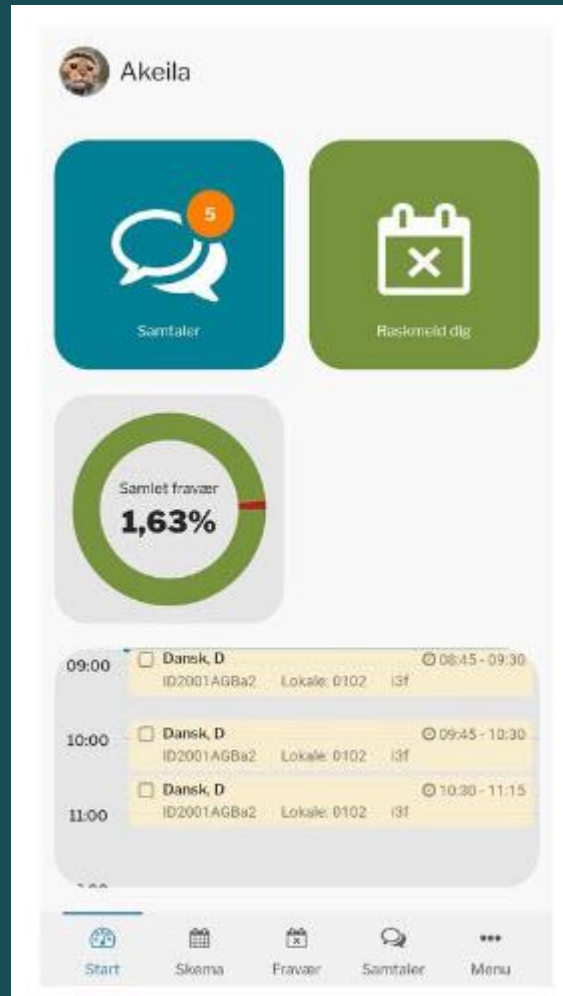 Akeila
5
Samtaler
Raskmeld dig
Samlet fravær
1,63%
09:00
Dansk, D
08:45 - 09:30
ID2001AGBa2 Lokale: 0102 i3f
10:00
Dansk, D
09:45 - 10:30
ID2001AGBa2 Lokale: 0102 i3f
Dansk, D
10:30 - 11:15
11:00
ID2001AGBa2 Lokale: 0102 i3f
Start Skema Fravær Samtaler Menu